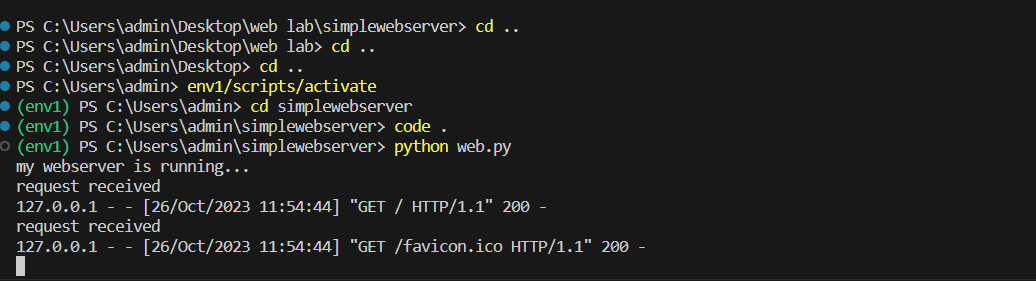 PS C:\Users\admin\Desktop\web lab\simplewebserver> cd ..
PS C:\Users\admin\Desktop\web lab> cd ..
PS C:\Users\admin\Desktop> cd ..
PS C:\Users\admin> env1/scripts/activate
(env1) PS C:\Users\admin> cd simplewebserver
(env1) PS C:\Users\admin\simplewebserver> code .
(env1) PS C:\Users\admin\simplewebserver> python web.py
my webserver is running...
request received
127.0.0.1 - - [26/Oct/2023 11:54:44] "GET / HTTP/1.1" 200 -
request received
127.0.0.1 - - [26/Oct/2023 11:54:44] "GET /favicon.ico HTTP/1.1" 200 -